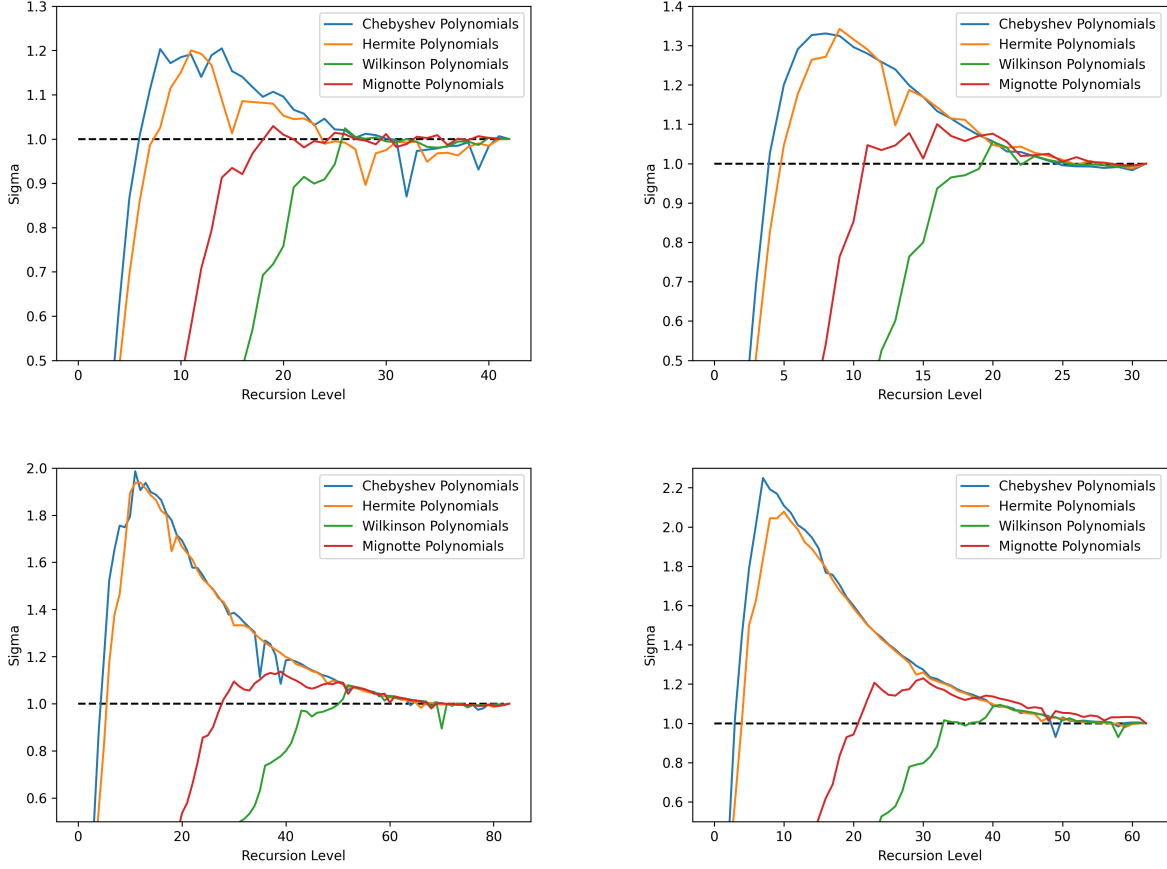 1.3
1.2
1.1
1.0
0.9
0.8
0.7
0.6
0.5
Sigma
0
10
20
30
40
Recursion Level
Chebyshev Polynomials
Hermite Polynomials
Wilkinson Polynomials
Mignotte Polynomials
1.4
1.3
1.2
1.1
1.0
0.9
0.8
0.7
0.6
0.5
Sigma
0
5
10
15
20
25
30
Recursion Level
Chebyshev Polynomials
Hermite Polynomials
Wilkinson Polynomials
Mignotte Polynomials
2.0
1.8
1.6
1.4
1.2
1.0
0.8
0.6
Sigma
0
20
40
60
80
Recursion Level
Chebyshev Polynomials
Hermite Polynomials
Wilkinson Polynomials
Mignotte Polynomials
2.2
2.0
1.8
1.6
1.4
1.2
1.0
0.8
0.6
Sigma
0
10
20
30
40
50
60
Recursion Level
Chebyshev Polynomials
Hermite Polynomials
Wilkinson Polynomials
Mignotte Polynomials